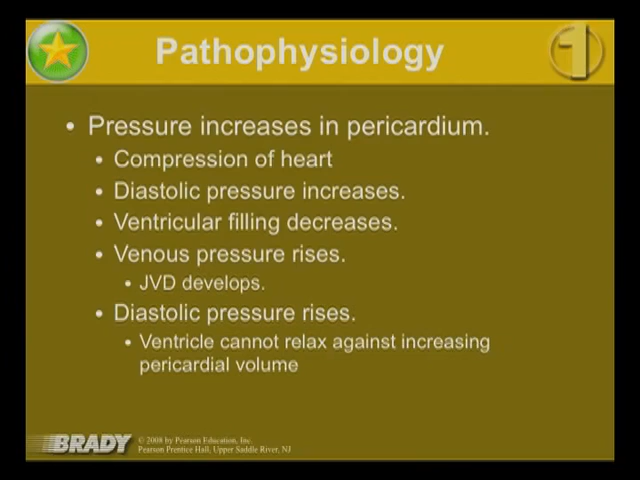 Pathophysiology
1
• Pressure increases in pericardium.
• Compression of heart
• Diastolic pressure increases.
• Ventricular filling decreases.
• Venous pressure rises.
• JVD develops.
• Diastolic pressure rises.
• Ventricle cannot relax against increasing
pericardial volume
BRADY
© 2008 by Pearson Education, Inc.
Pearson Prentice Hall, Upper Saddle River, NJ